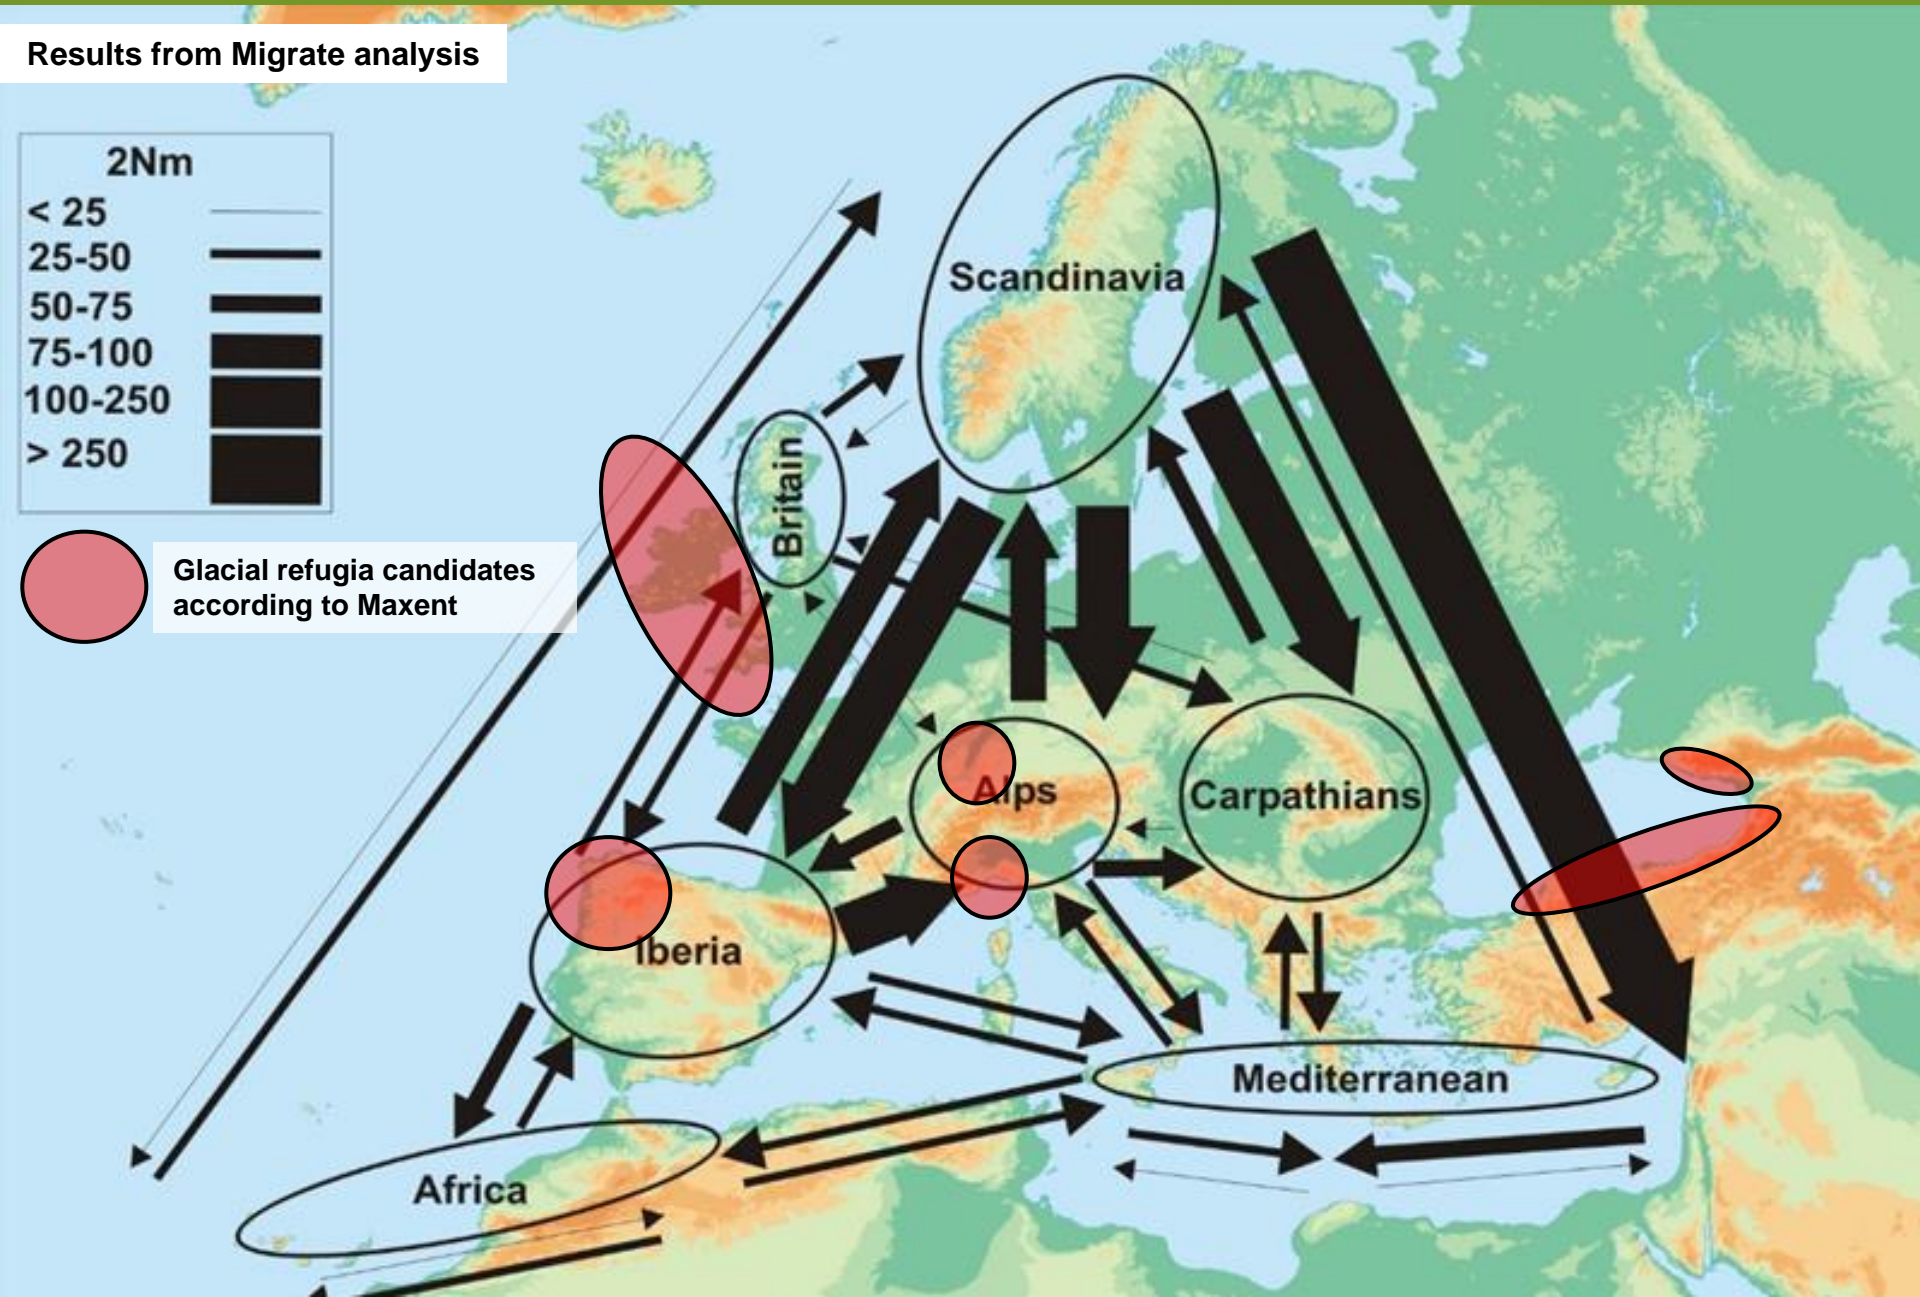 Results from Migrate analysis
2Nm
< 25
25-50
50-75
75-100
100-250
> 250
Glacial refugia candidates
according to Maxent
Scandinavia
Britain
Alps
Carpathians
Iberia
Mediterranean
Africa